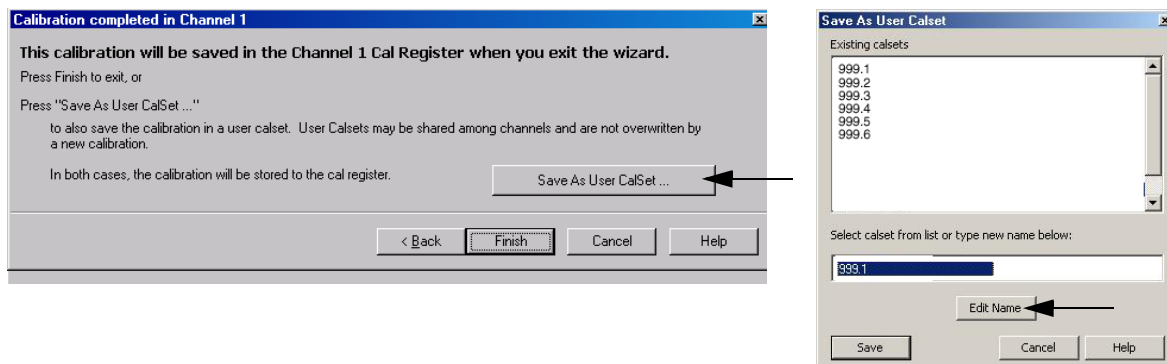 Calibration completed in Channel 1
This calibration will be saved in the Channel 1 Cal Register when you exit the wizard.
Press Finish to exit, or
Press "Save As User CalSet ..."
to also save the calibration in a user calset. User Calsets may be shared among channels and are not overwritten by
a new calibration.
In both cases, the calibration will be stored to the cal register.
Save As User CalSet ...
< Back
Finish
Cancel
Help
Save As User Calset
Existing calsets
999.1
999.2
999.3
999.4
999.5
999.6
Select calset from list or type new name below:
999.1
Edit Name
Save
Cancel
Help